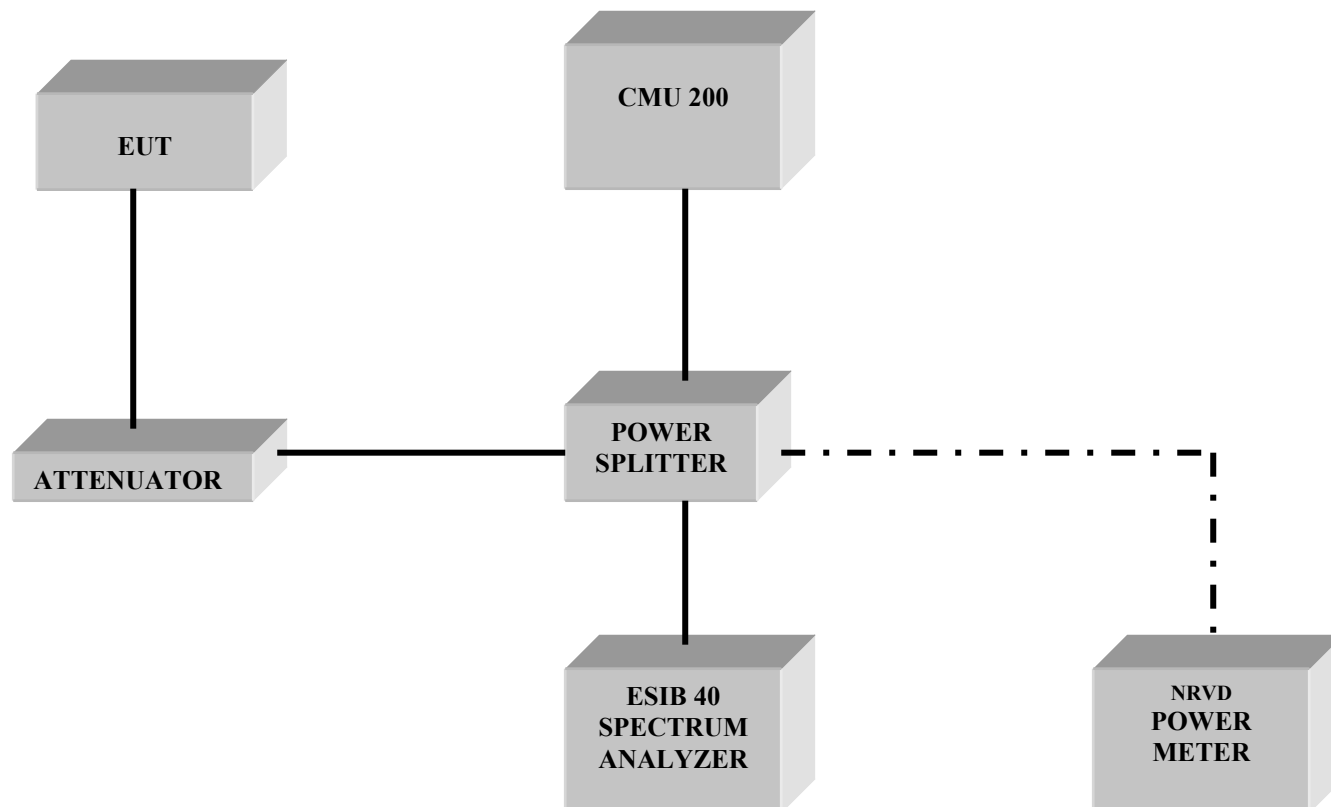 CMU 200
EUT
POWER
SPLITTER
ATTENUATOR
ESIB 40
SPECTRUM
ANALYZER
NRVD
POWER
METER